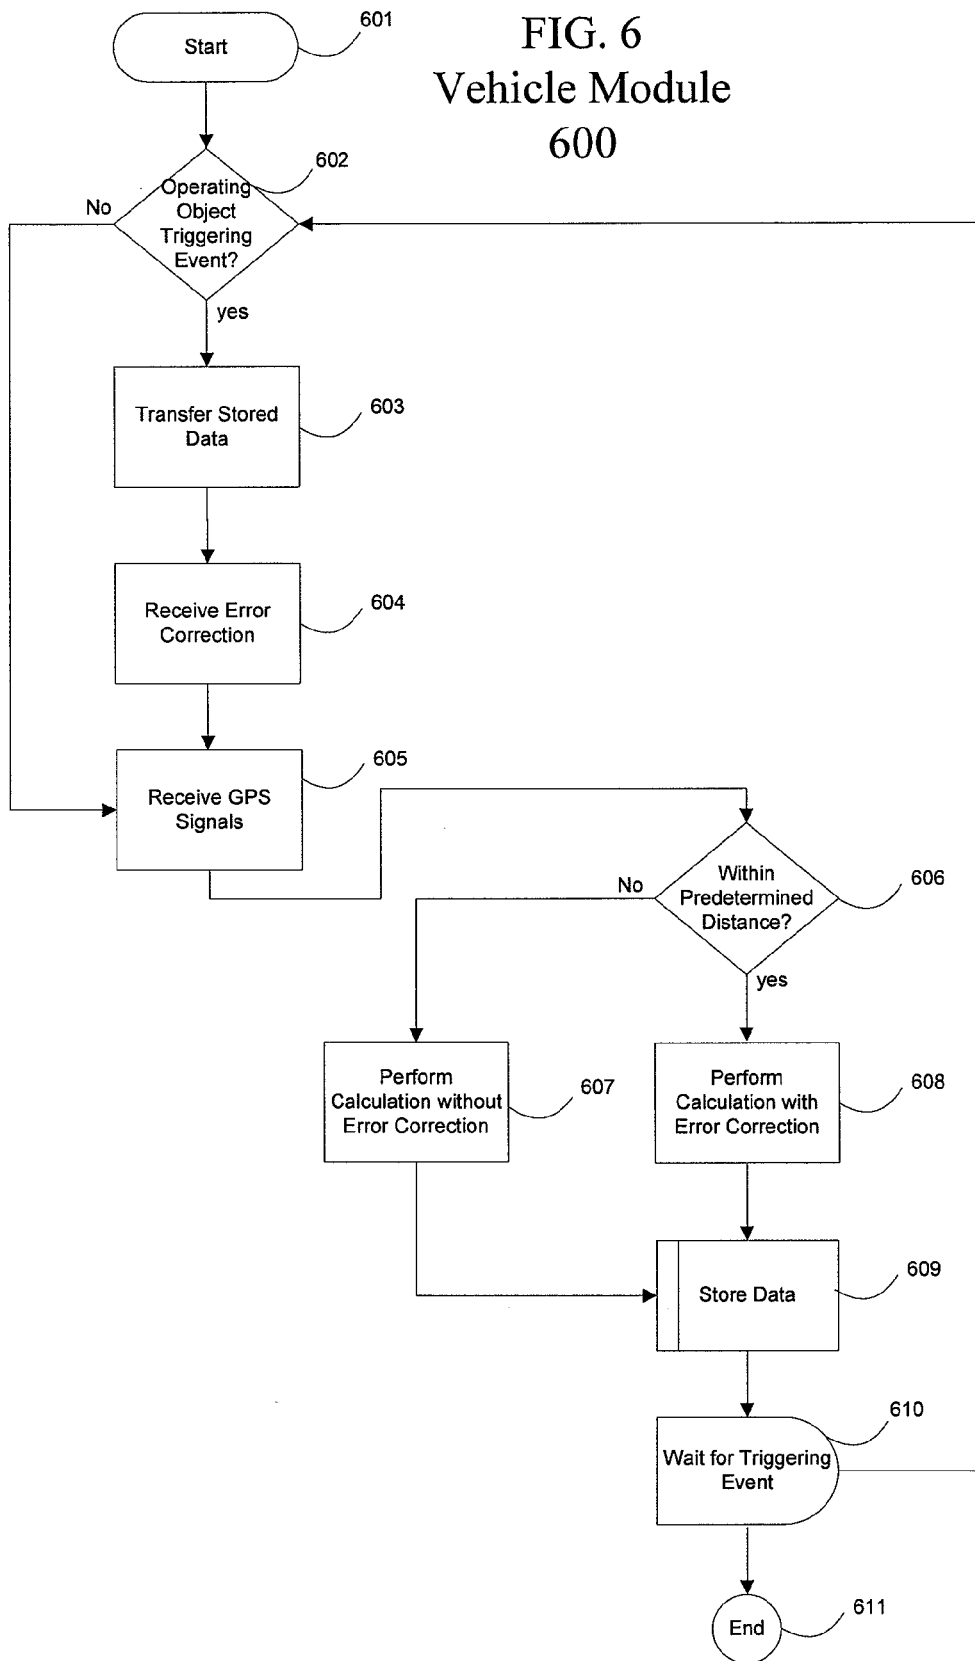 FIG. 6
Vehicle Module
600
Start
601
Operating
Object
Triggering
Event?
602
No
yes
Transfer Stored
Data
603
Receive Error
Correction
604
Receive GPS
Signals
605
Within
Predetermined
Distance?
606
No
yes
Perform
Calculation without
Error Correction
607
Perform
Calculation with
Error Correction
608
Store Data
609
Wait for Triggering
Event
610
End
611